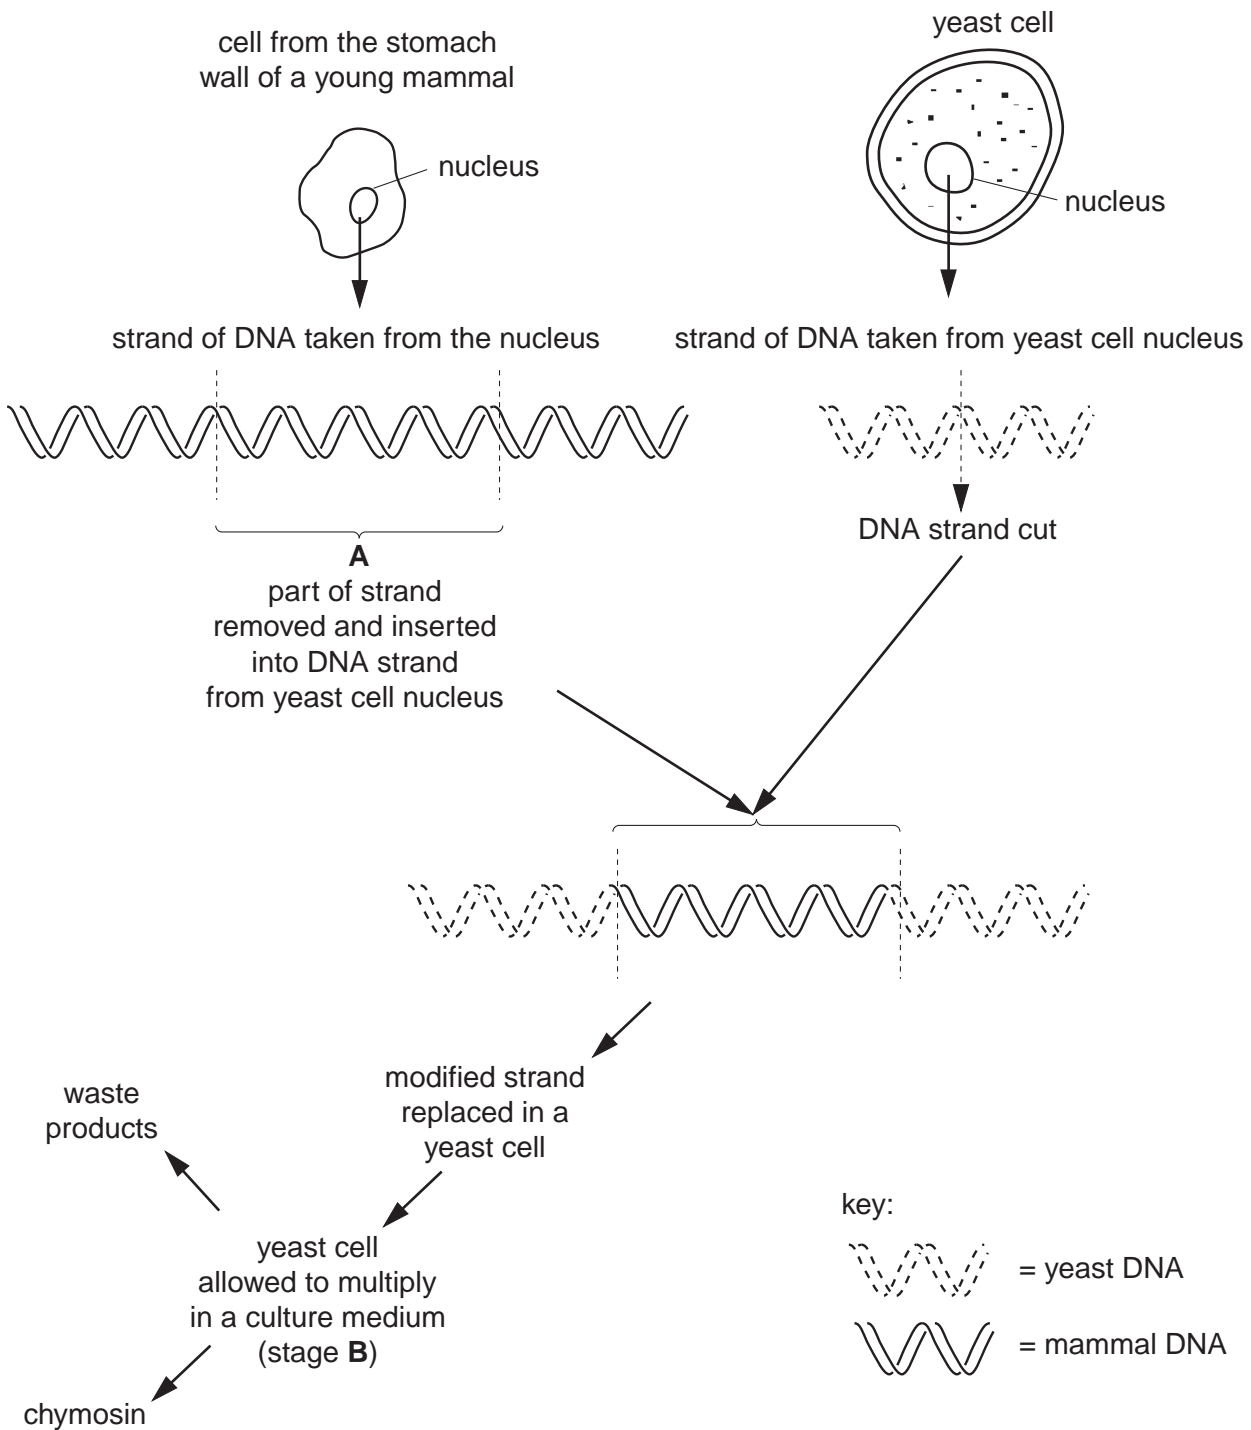 cell from the stomach
wall of a young mammal
nucleus
yeast cell
nucleus
strand of DNA taken from the nucleus
strand of DNA taken from yeast cell nucleus
A
part of strand
removed and inserted
into DNA strand
from yeast cell nucleus
DNA strand cut
modified strand
replaced in a
yeast cell
waste
products
yeast cell
allowed to multiply
in a culture medium
(stage B)
chymosin
key:
= yeast DNA
= mammal DNA